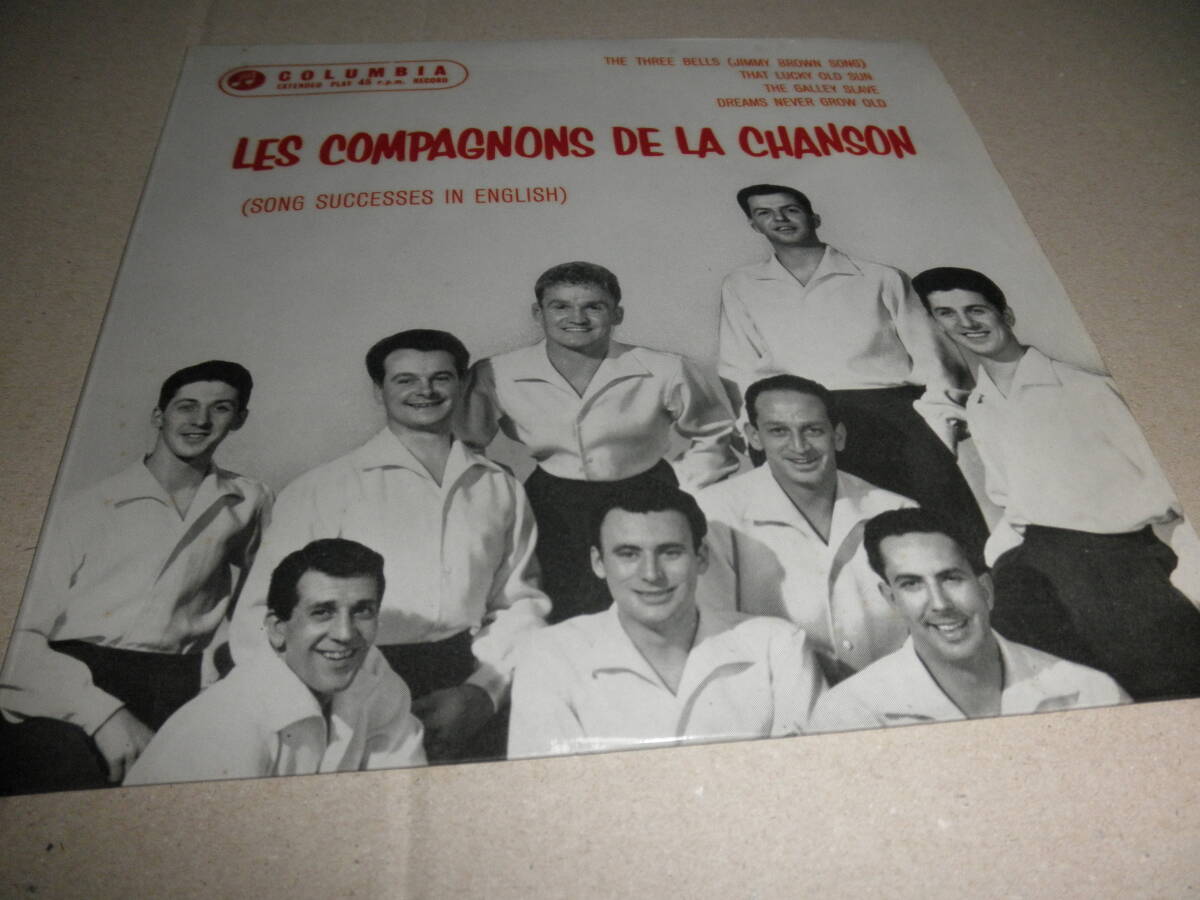 COLUMBIA
EXTENDED PLAY 45 r.p.m. RECORD
THE THREE BELLS (JIMMY BROWN SONG)
THAT LUCKY OLD SUN
THE GALLEY SLAVE
DREAMS NEVER GROW OLD
LES COMPAGNONS DE LA CHANSON
(SONG SUCCESSES IN ENGLISH)